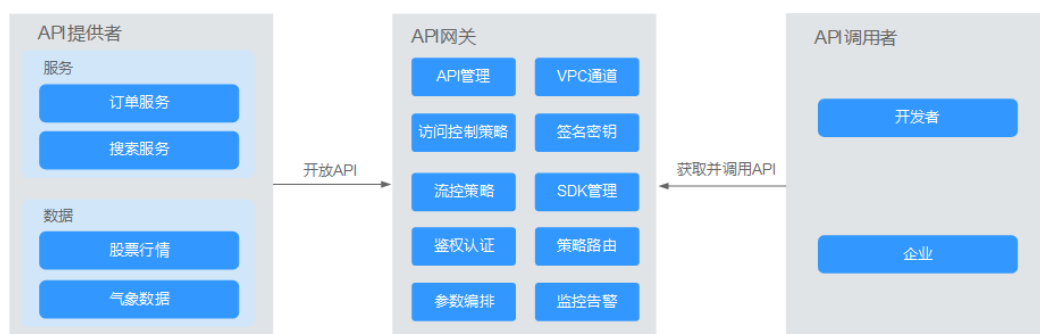 API提供者
服务
订单服务
搜索服务
数据
股票行情
气象数据
开放API
API网关
API管理
VPC通道
访问控制策略
签名密钥
流控策略
SDK管理
鉴权认证
策略路由
参数编排
监控告警
获取并调用API
API调用者
开发者
企业